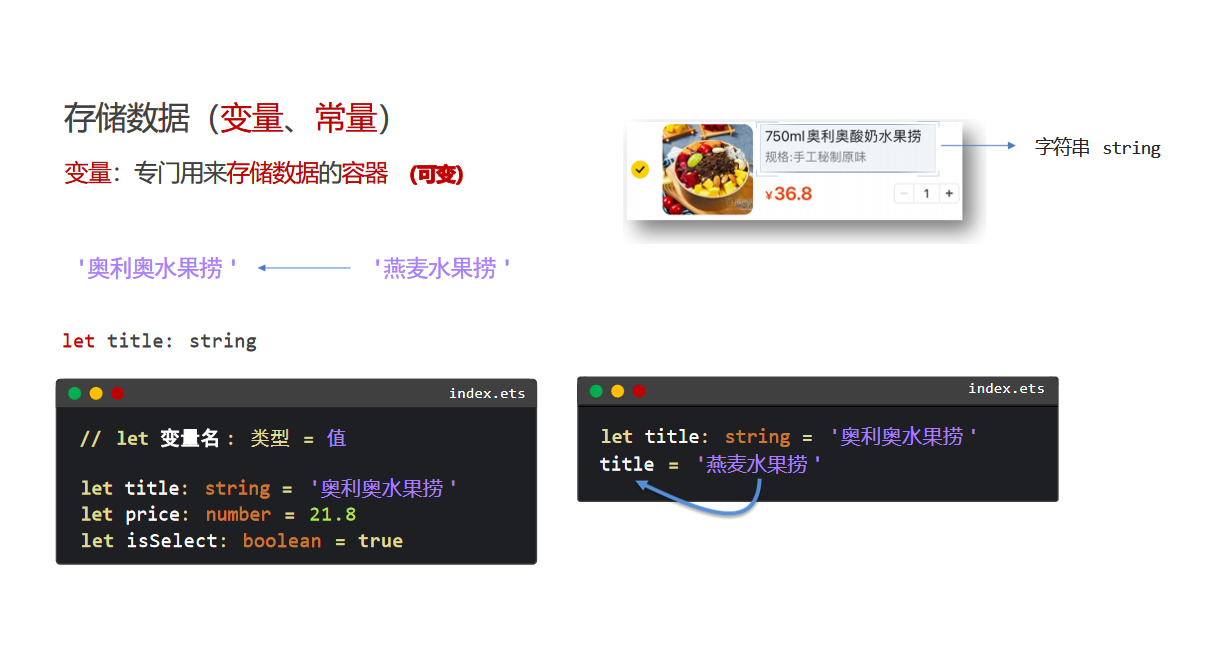 存储数据（变量、常量）
变量：专门用来存储数据的容器 (可变)
'奥利奥水果捞' '燕麦水果捞'
let title: string
750ml奥利奥酸奶水果捞
规格:手工秘制原味
¥36.8
- 1 +
字符串 string
index.ets
// let 变量名: 类型 = 值
let title: string = '奥利奥水果捞'
let price: number = 21.8
let isSelect: boolean = true
index.ets
let title: string = '奥利奥水果捞'
title = '燕麦水果捞'